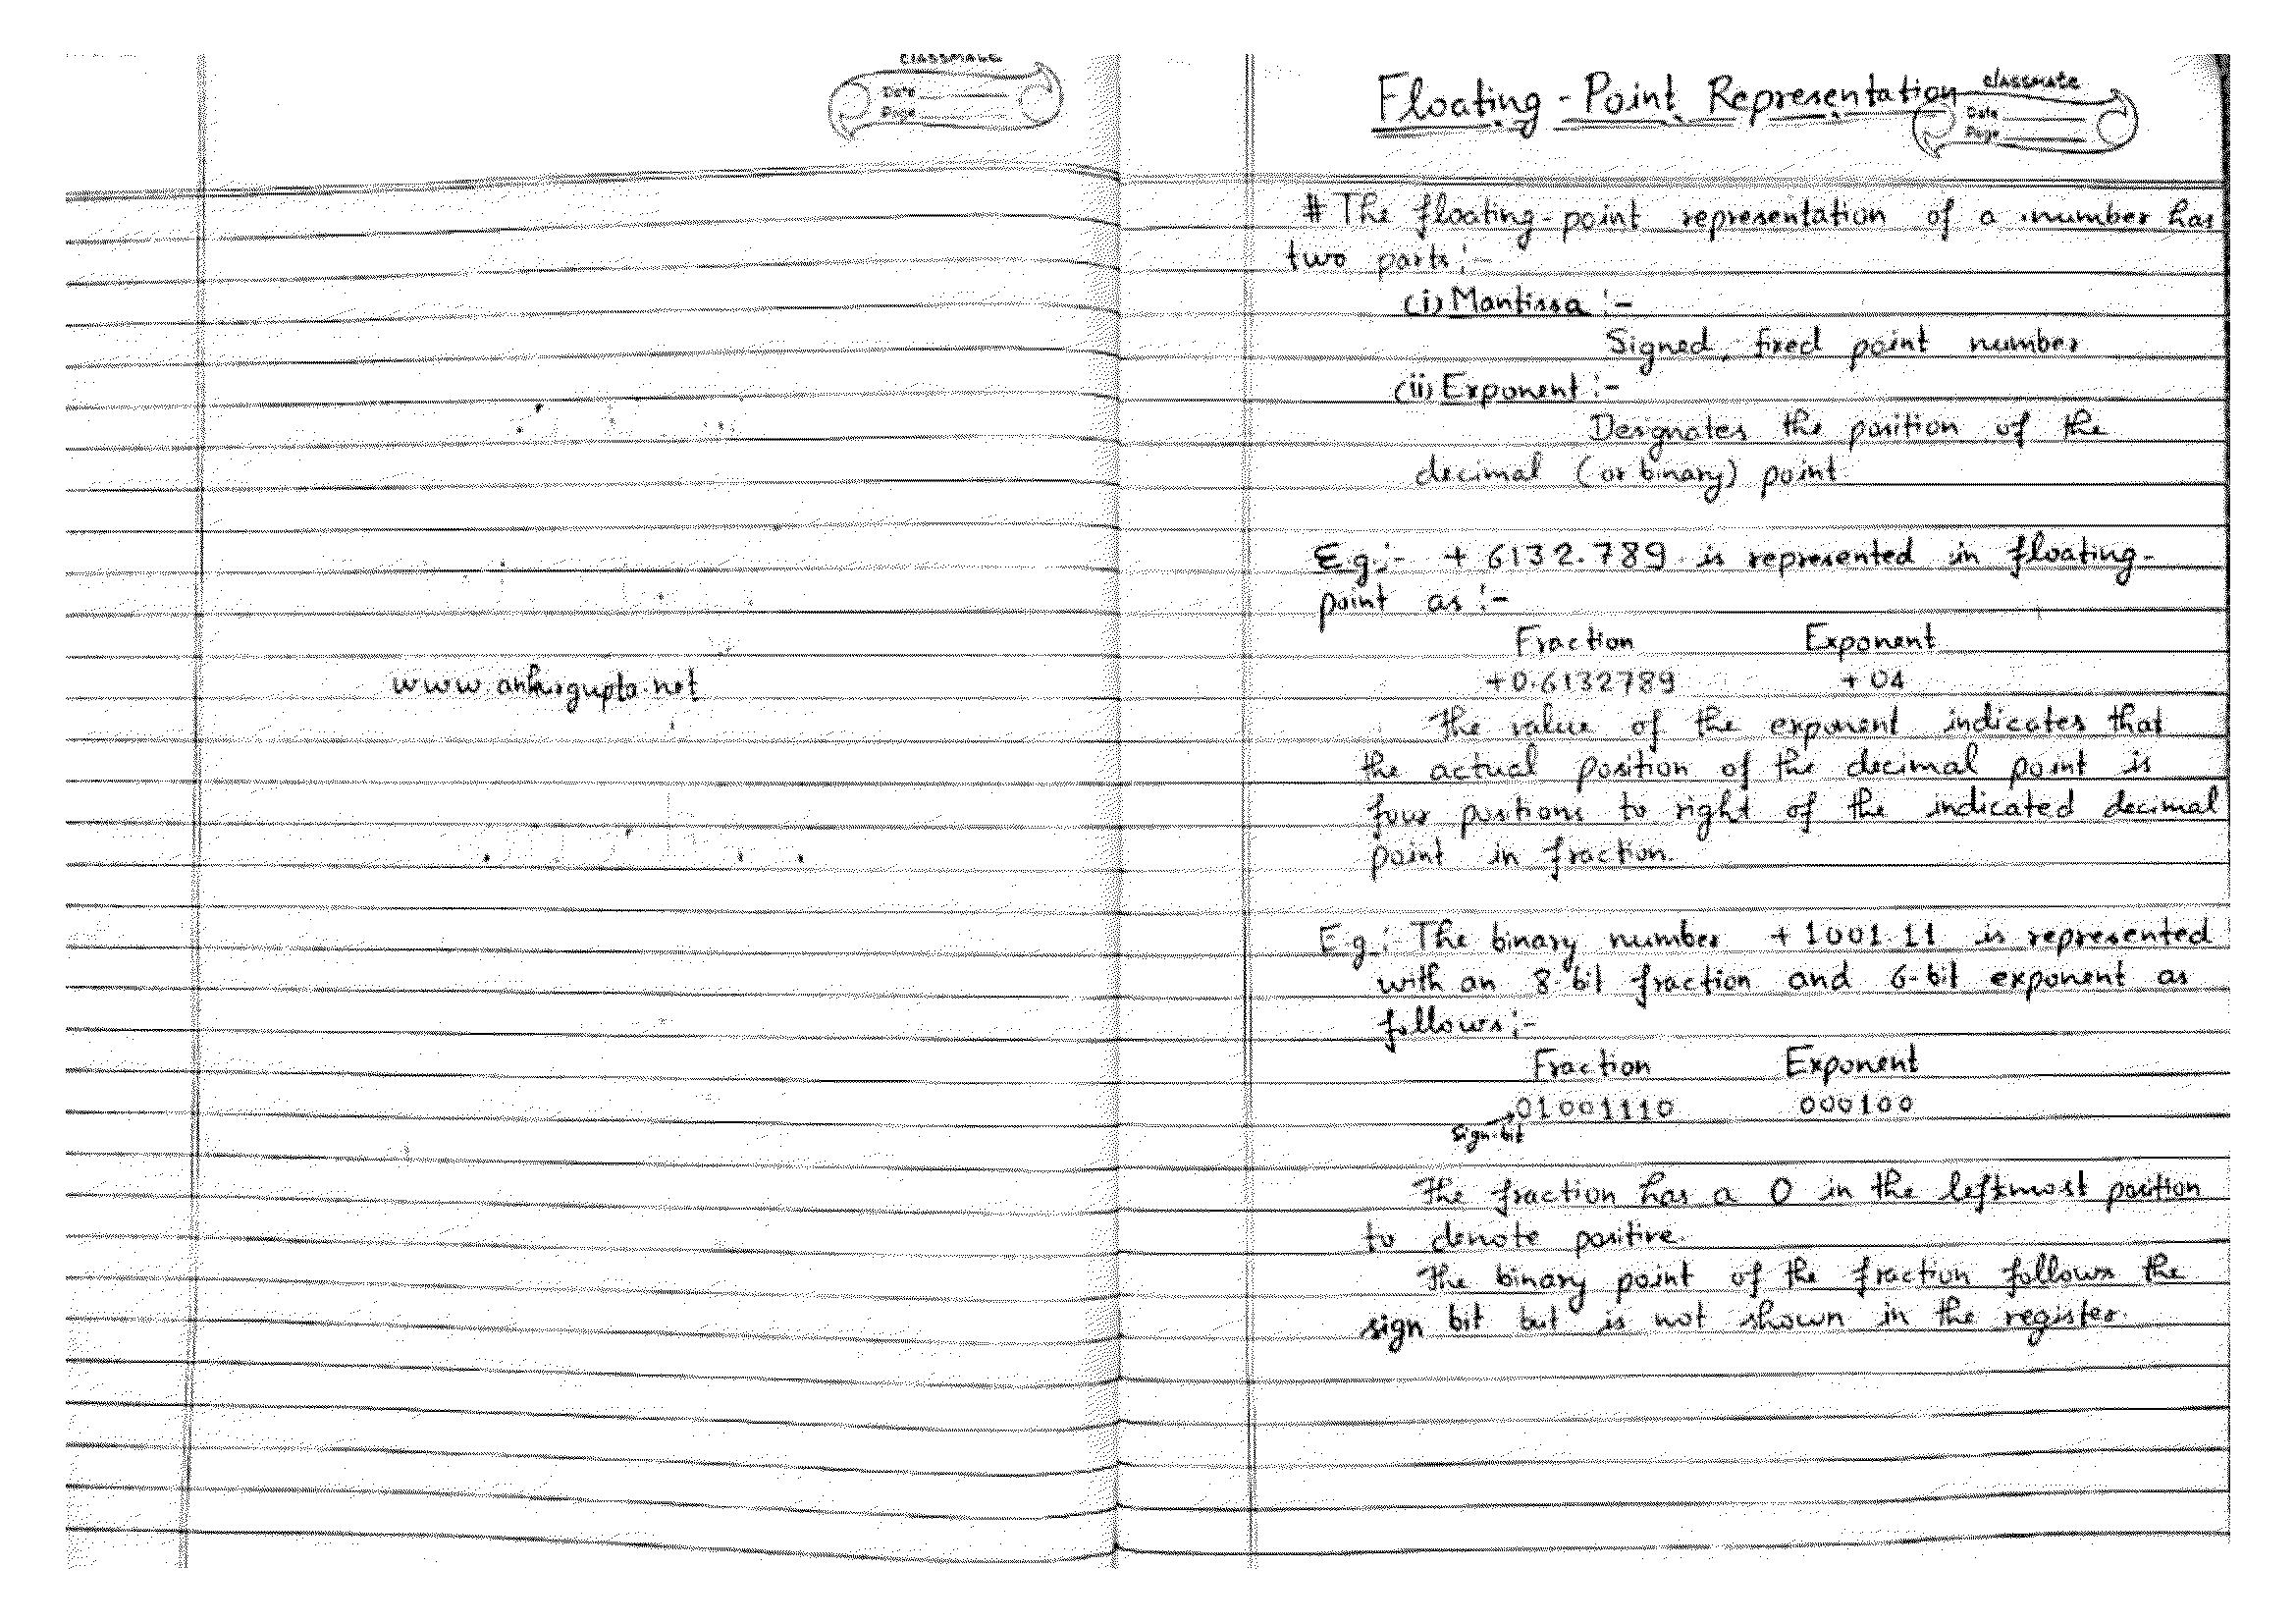 classmate
Date
Page
www.ankurgupta.net
Floating-Point Representation
classmate
Date
Page
# The floating-point representation of a number has
two parts :-
(i) Mantissa :-
Signed, fixed point number
(ii) Exponent :-
Designates the position of the
decimal (or binary) point.
Eg:- + 6132.789 is represented in floating-
point as :-
Fraction Exponent
+0.6132789 +04
The value of the exponent indicates that
the actual position of the decimal point is
four positions to right of the indicated decimal
point in fraction.
Eg: The binary number +1001.11 is represented
with an 8-bit fraction and 6-bit exponent as
follows:-
Fraction Exponent
01001110 000100
Sign-bit
The fraction has a 0 in the leftmost position
to denote positive.
The binary point of the fraction follows the
sign bit but is not shown in the register.